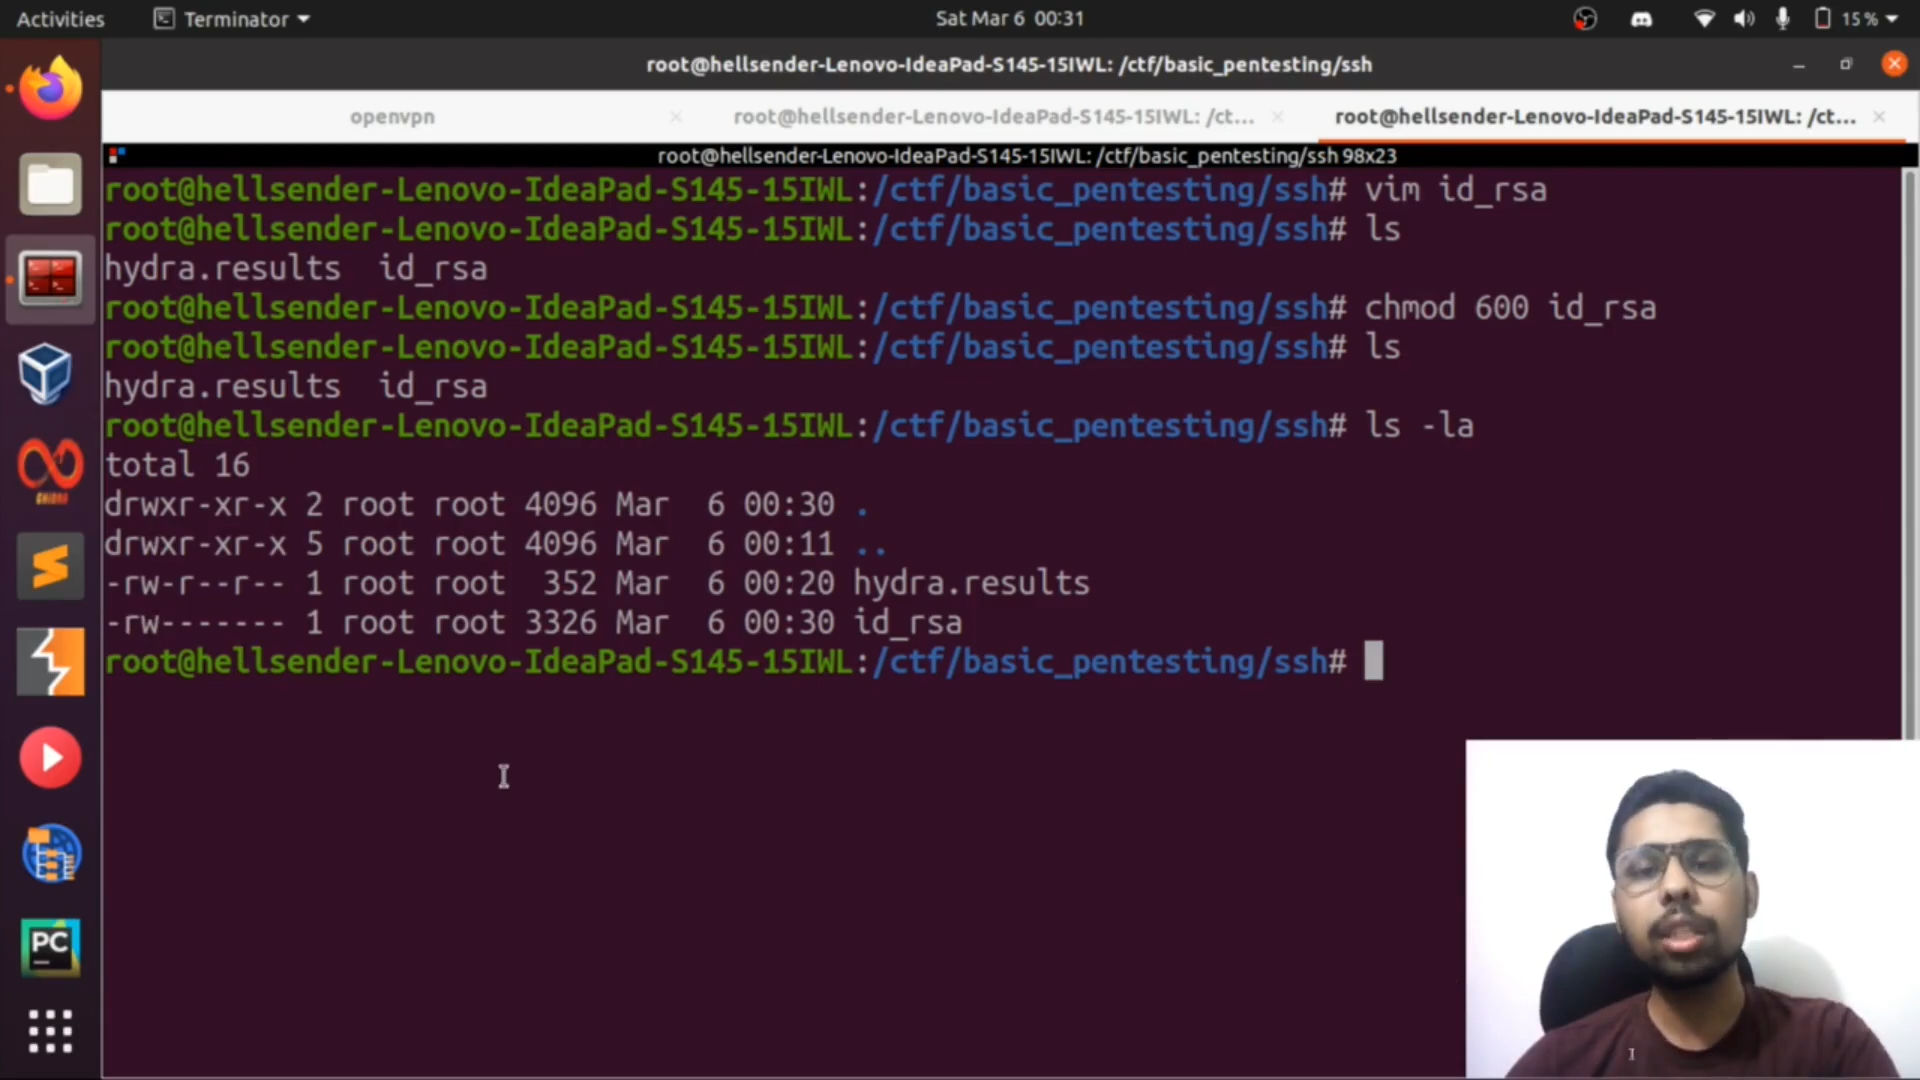 Activities Terminator Sat Mar 6 00:31 15 %
root@hellsender-Lenovo-IdeaPad-S145-15IWL: /ctf/basic_pentesting/ssh
openvpn root@hellsender-Lenovo-IdeaPad-S145-15IWL: /ct... root@hellsender-Lenovo-IdeaPad-S145-15IWL: /ct...
root@hellsender-Lenovo-IdeaPad-S145-15IWL: /ctf/basic_pentesting/ssh 98x23
root@hellsender-Lenovo-IdeaPad-S145-15IWL:/ctf/basic_pentesting/ssh# vim id_rsa
root@hellsender-Lenovo-IdeaPad-S145-15IWL:/ctf/basic_pentesting/ssh# ls
hydra.results id_rsa
root@hellsender-Lenovo-IdeaPad-S145-15IWL:/ctf/basic_pentesting/ssh# chmod 600 id_rsa
root@hellsender-Lenovo-IdeaPad-S145-15IWL:/ctf/basic_pentesting/ssh# ls
hydra.results id_rsa
root@hellsender-Lenovo-IdeaPad-S145-15IWL:/ctf/basic_pentesting/ssh# ls -la
total 16
drwxr-xr-x 2 root root 4096 Mar 6 00:30 .
drwxr-xr-x 5 root root 4096 Mar 6 00:11 ..
-rw-r--r-- 1 root root 352 Mar 6 00:20 hydra.results
-rw------- 1 root root 3326 Mar 6 00:30 id_rsa
root@hellsender-Lenovo-IdeaPad-S145-15IWL:/ctf/basic_pentesting/ssh#
GHIDRA
PC